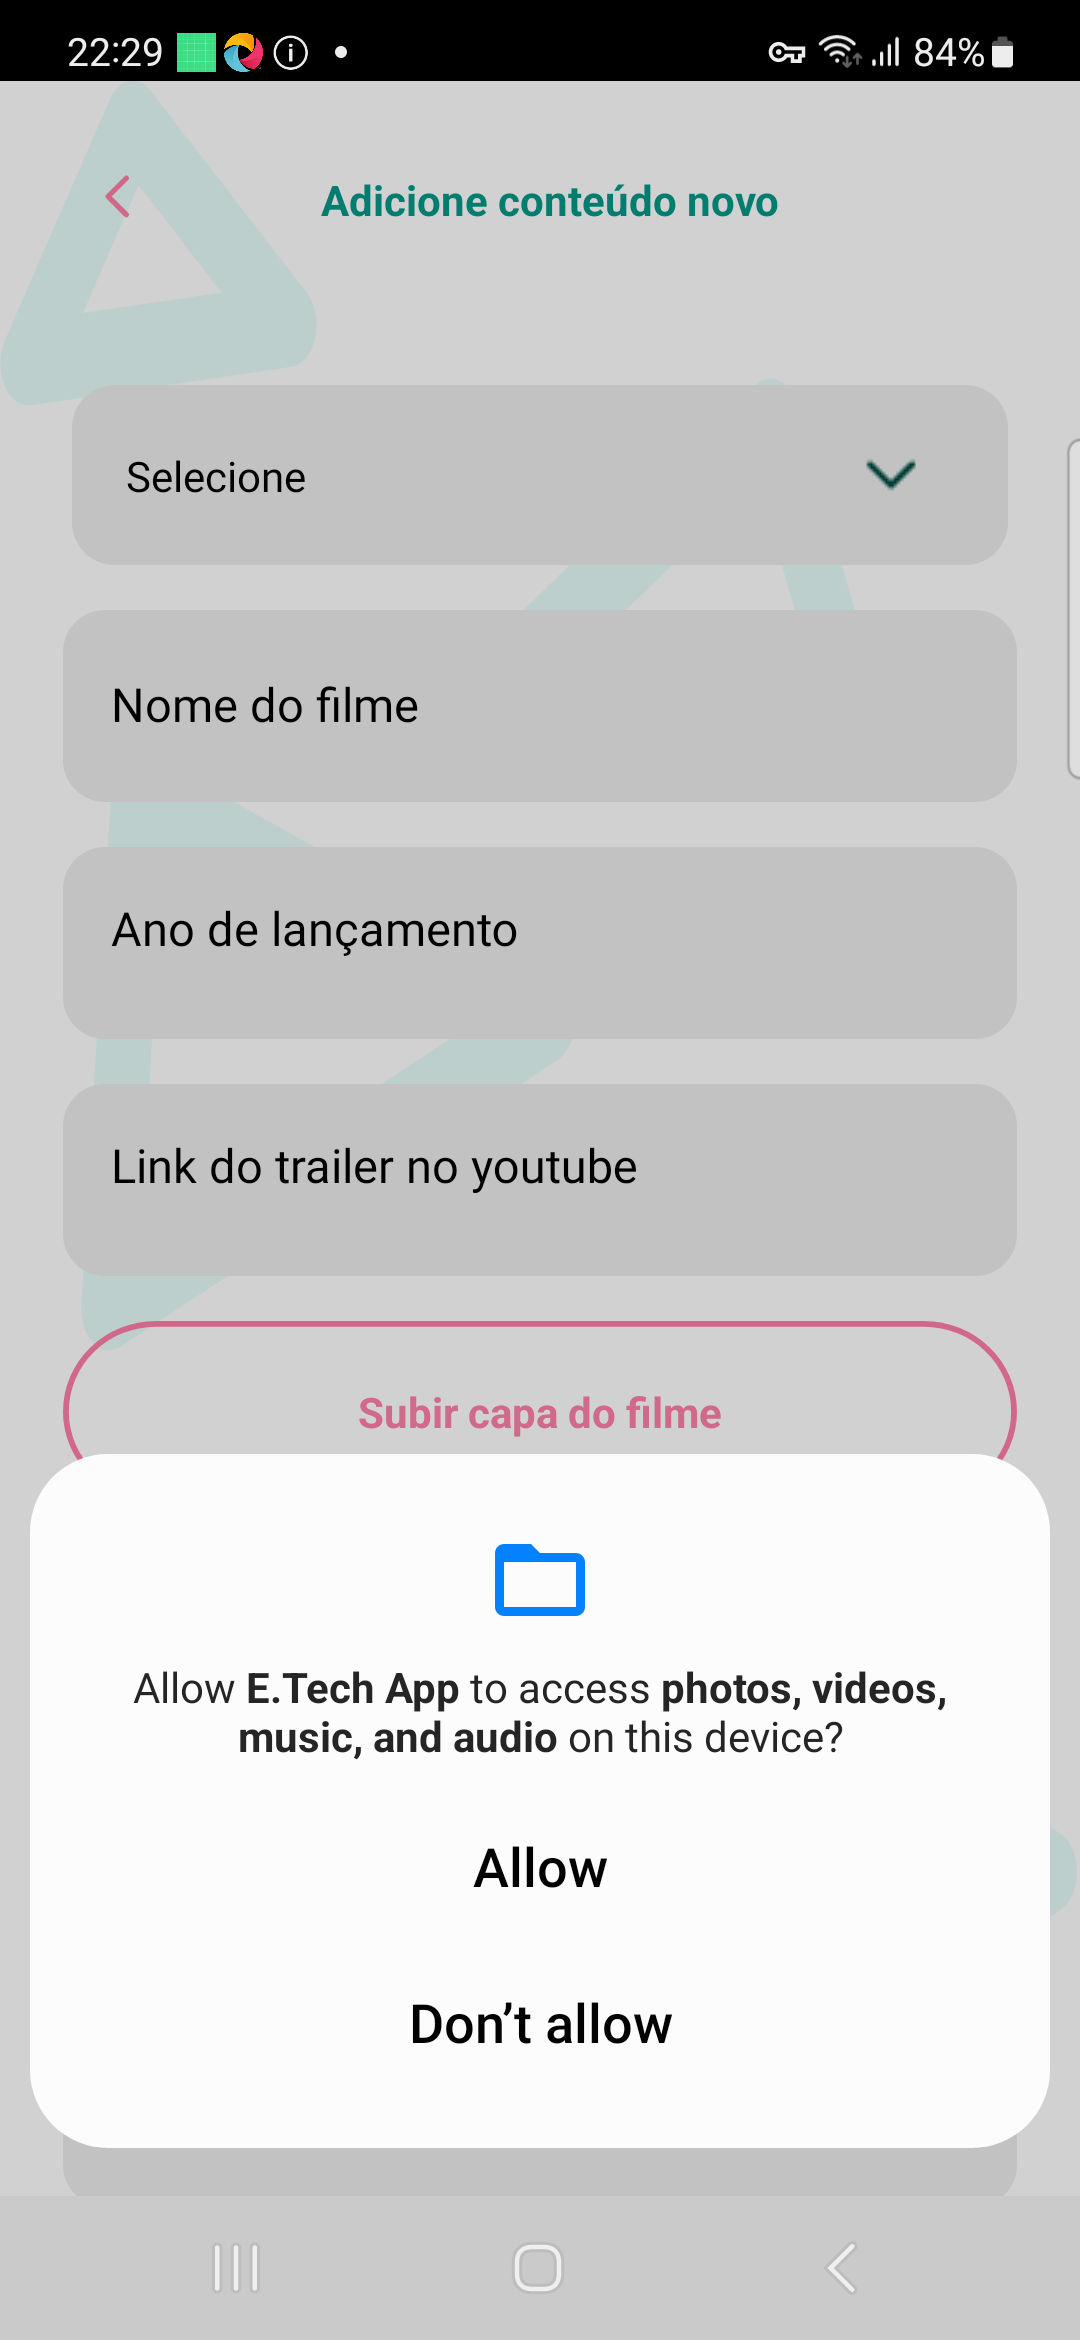 22:29
84%
Adicione conteúdo novo
Selecione
Nome do filme
Ano de lançamento
Link do trailer no youtube
Subir capa do filme
Allow E.Tech App to access photos, videos,
music, and audio on this device?
Allow
Don’t allow